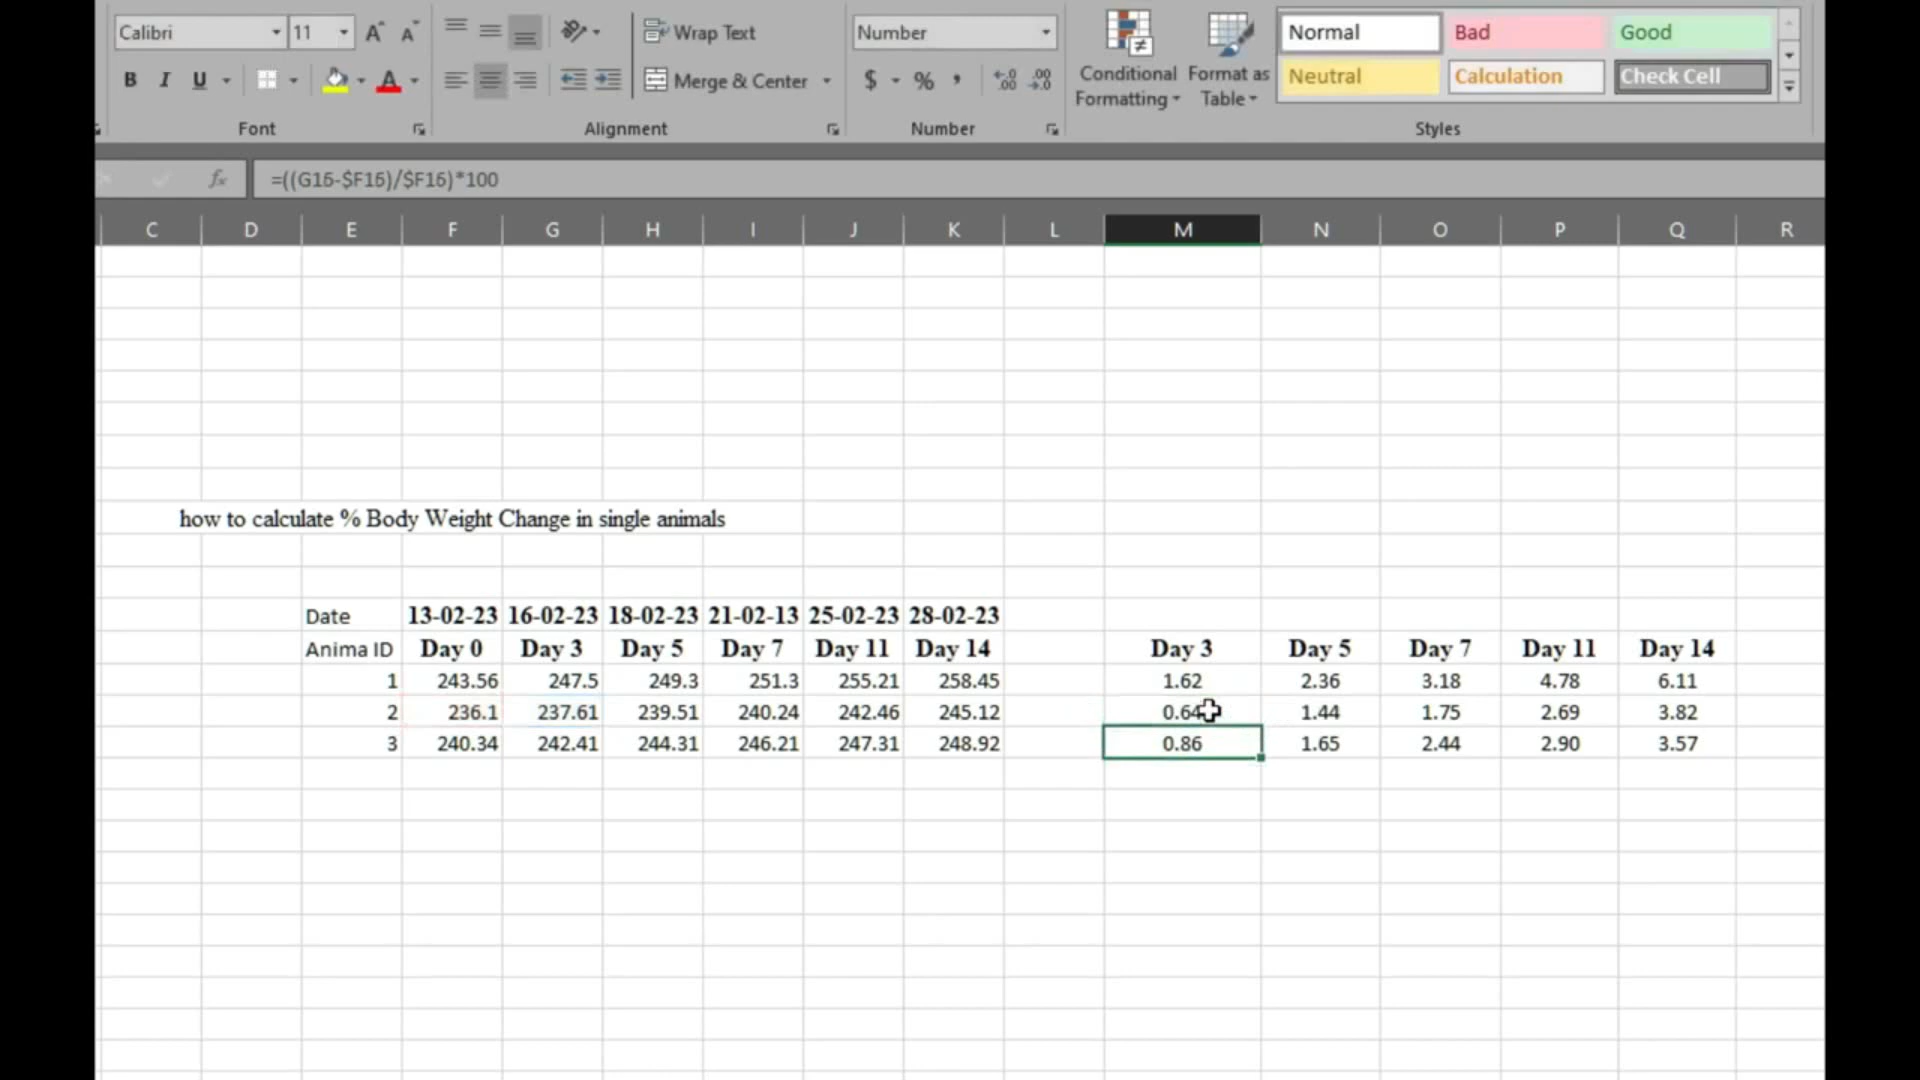 Calibri 11 A A Wrap Text Number
Conditional Formatting
Format as Table
Normal Bad Good
B I U A Merge & Center $ % , Neutral Calculation Check Cell
Font Alignment Number Styles
fx =((G16-$F16)/$F16)*100
C D E F G H I J K L M N O P Q R
how to calculate % Body Weight Change in single animals
Date 13-02-23 16-02-23 18-02-23 21-02-13 25-02-23 28-02-23
Anima ID Day 0 Day 3 Day 5 Day 7 Day 11 Day 14 Day 3 Day 5 Day 7 Day 11 Day 14
1 243.56 247.5 249.3 251.3 255.21 258.45 1.62 2.36 3.18 4.78 6.11
2 236.1 237.61 239.51 240.24 242.46 245.12 0.64 1.44 1.75 2.69 3.82
3 240.34 242.41 244.31 246.21 247.31 248.92 0.86 1.65 2.44 2.90 3.57